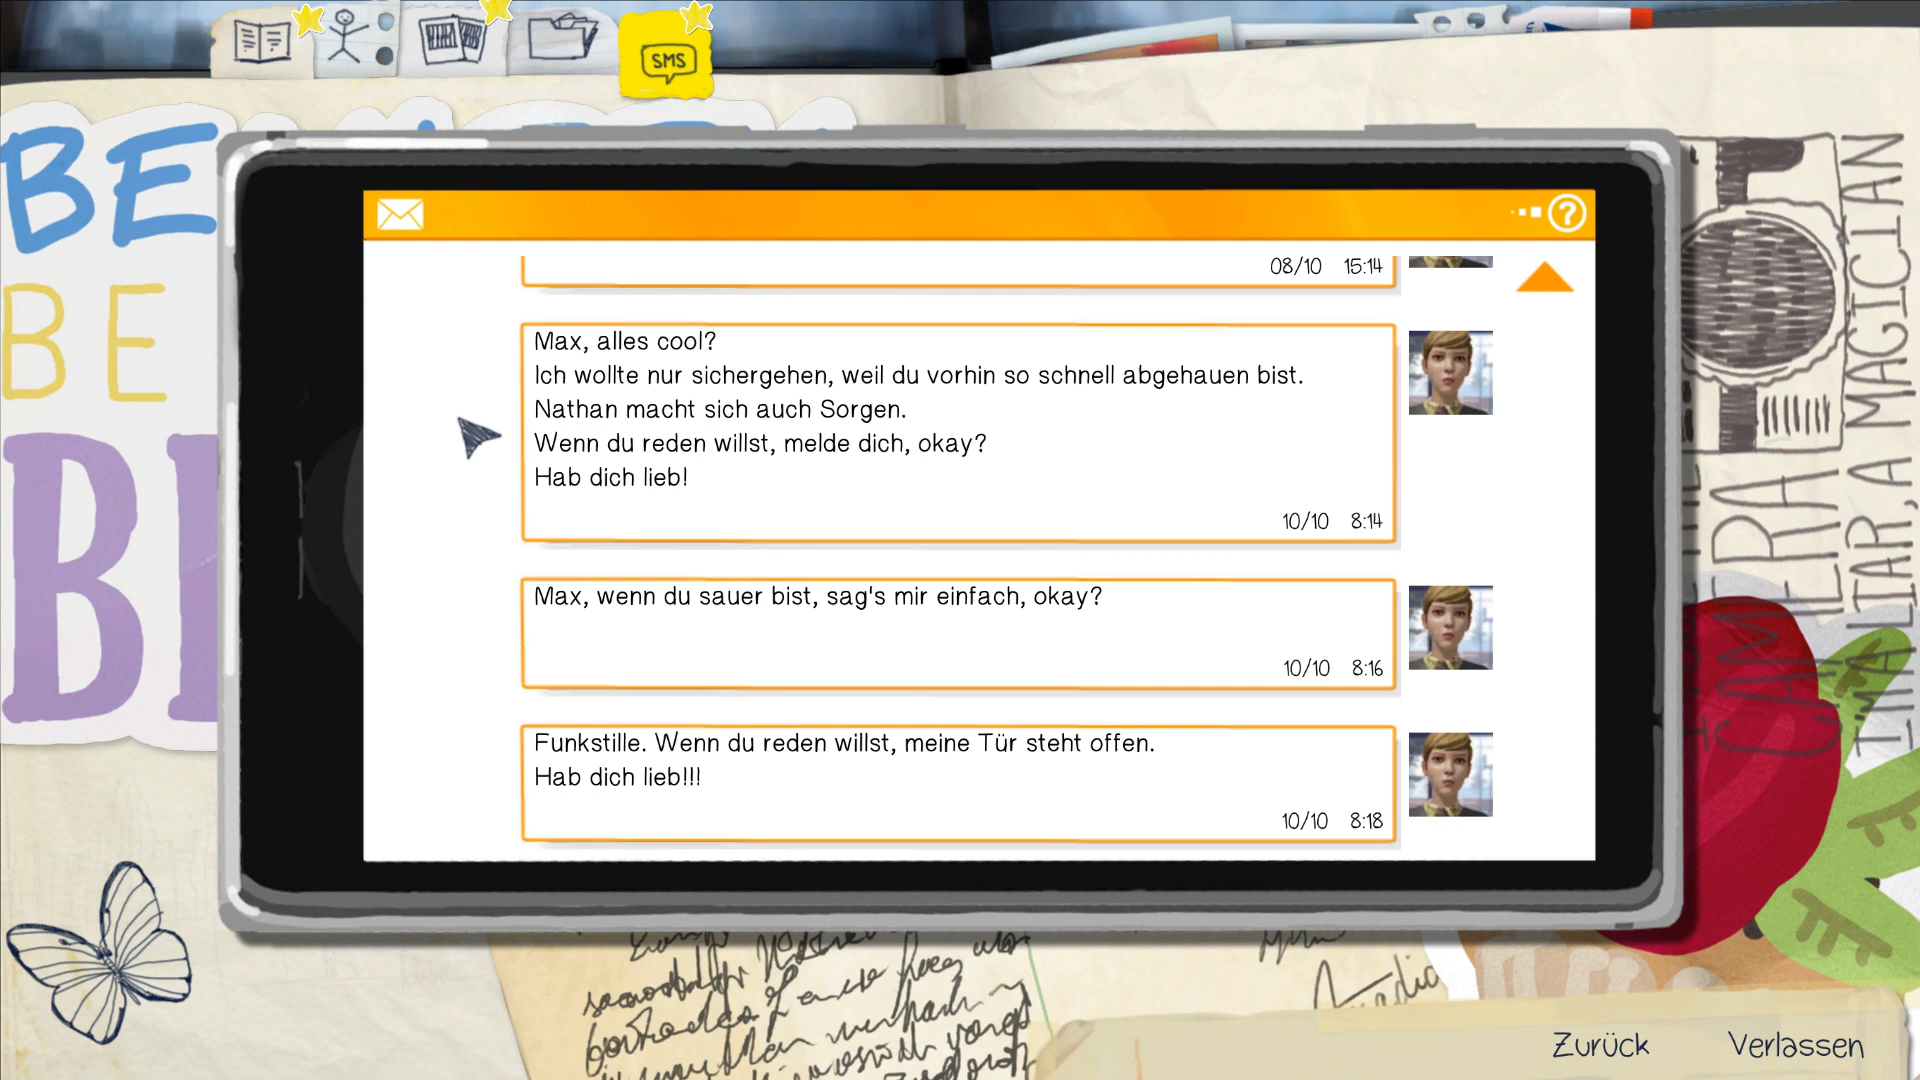 SMS
BE
BE
08/10 15:14
Max, alles cool?
Ich wollte nur sichergehen, weil du vorhin so schnell abgehauen bist.
Nathan macht sich auch Sorgen.
Wenn du reden willst, melde dich, okay?
Hab dich lieb!
10/10 8:14
Max, wenn du sauer bist, sag's mir einfach, okay?
10/10 8:16
Funkstille. Wenn du reden willst, meine Tür steht offen.
Hab dich lieb!!!
10/10 8:18
CAMERA
LIAR, A MAGICIAN
Zurück
Verlassen